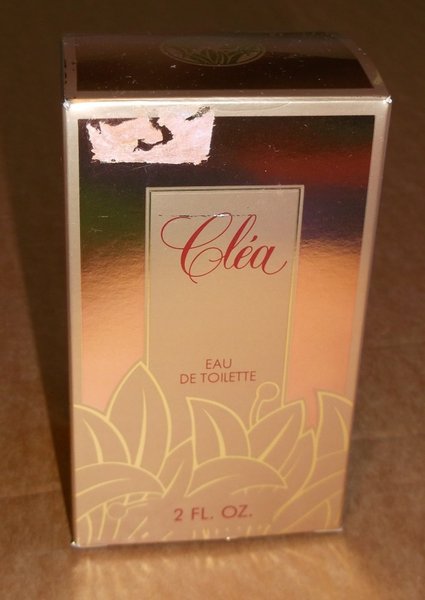 Cléa
EAU
DE TOILETTE
2 FL. OZ.